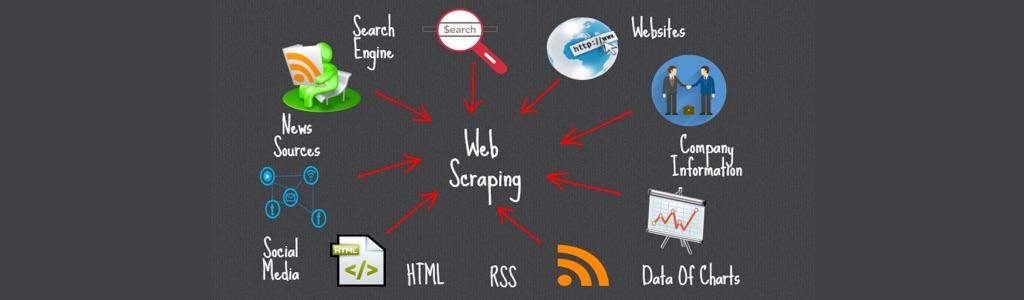 Search
Engine
Search
http://www
Websites
News
Sources
Web
Scraping
Company
Information
Social
Media
HTML
</>
HTML
RSS
Data Of Charts